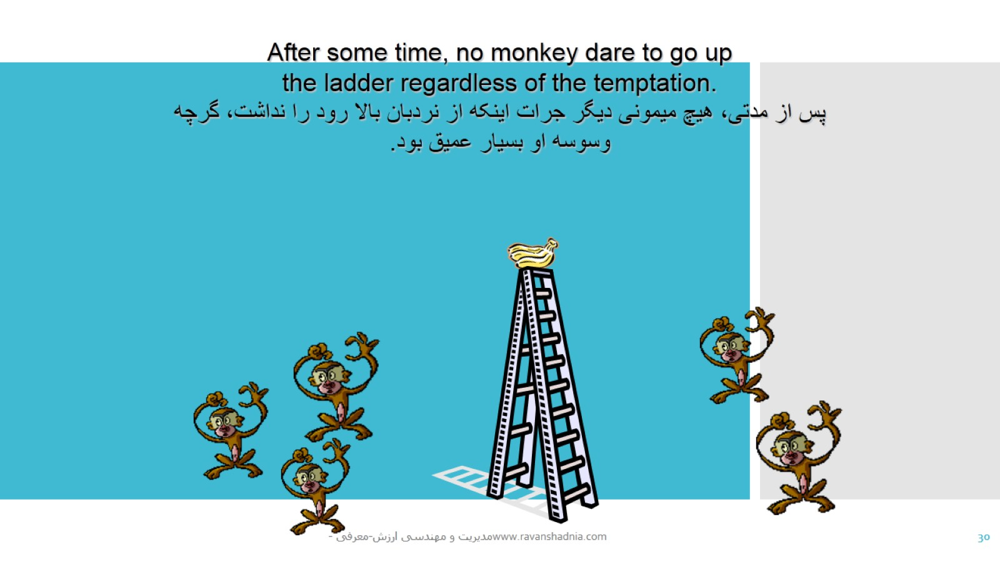 After some time, no monkey dare to go up
the ladder regardless of the temptation.
پس از مدتی، هیچ میمونی دیگر جرات اینکه از نردبان بالا رود را نداشت، گرچه
وسوسه او بسیار عمیق بود.
مدیریت و مهندسی ارزش-معرفی - www.ravanshadnia.com
30